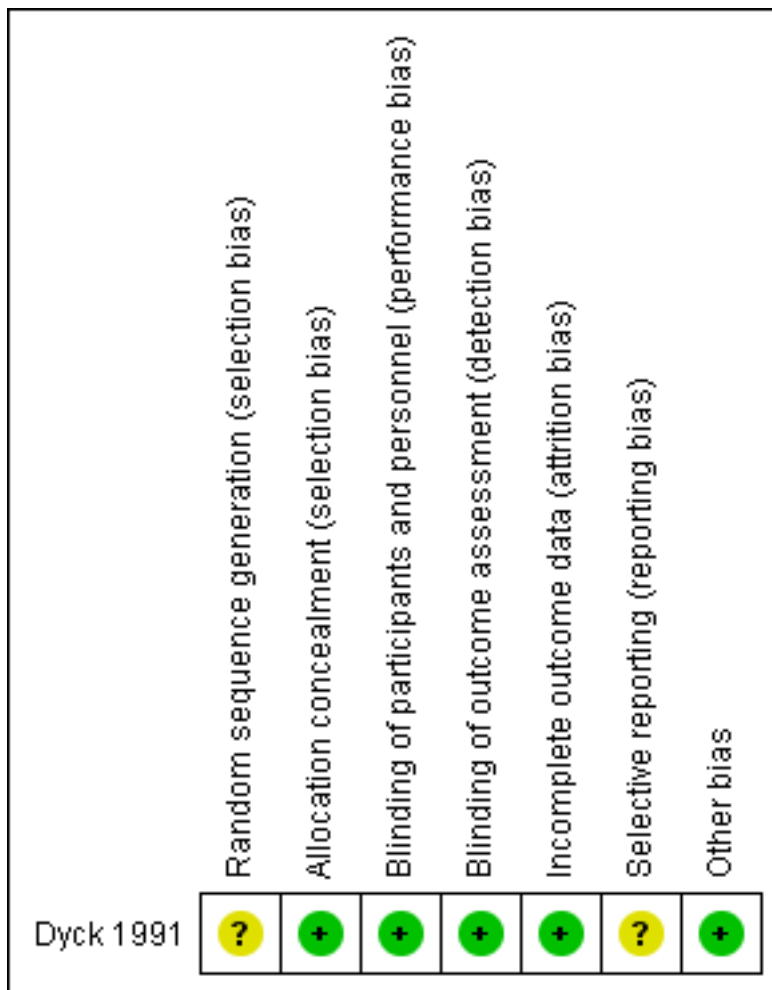 Random sequence generation (selection bias)
Allocation concealment (selection bias)
Blinding of participants and personnel (performance bias)
Blinding of outcome assessment (detection bias)
Incomplete outcome data (attrition bias)
Selective reporting (reporting bias)
Other bias
Dyck 1991 ? + + + + ? +